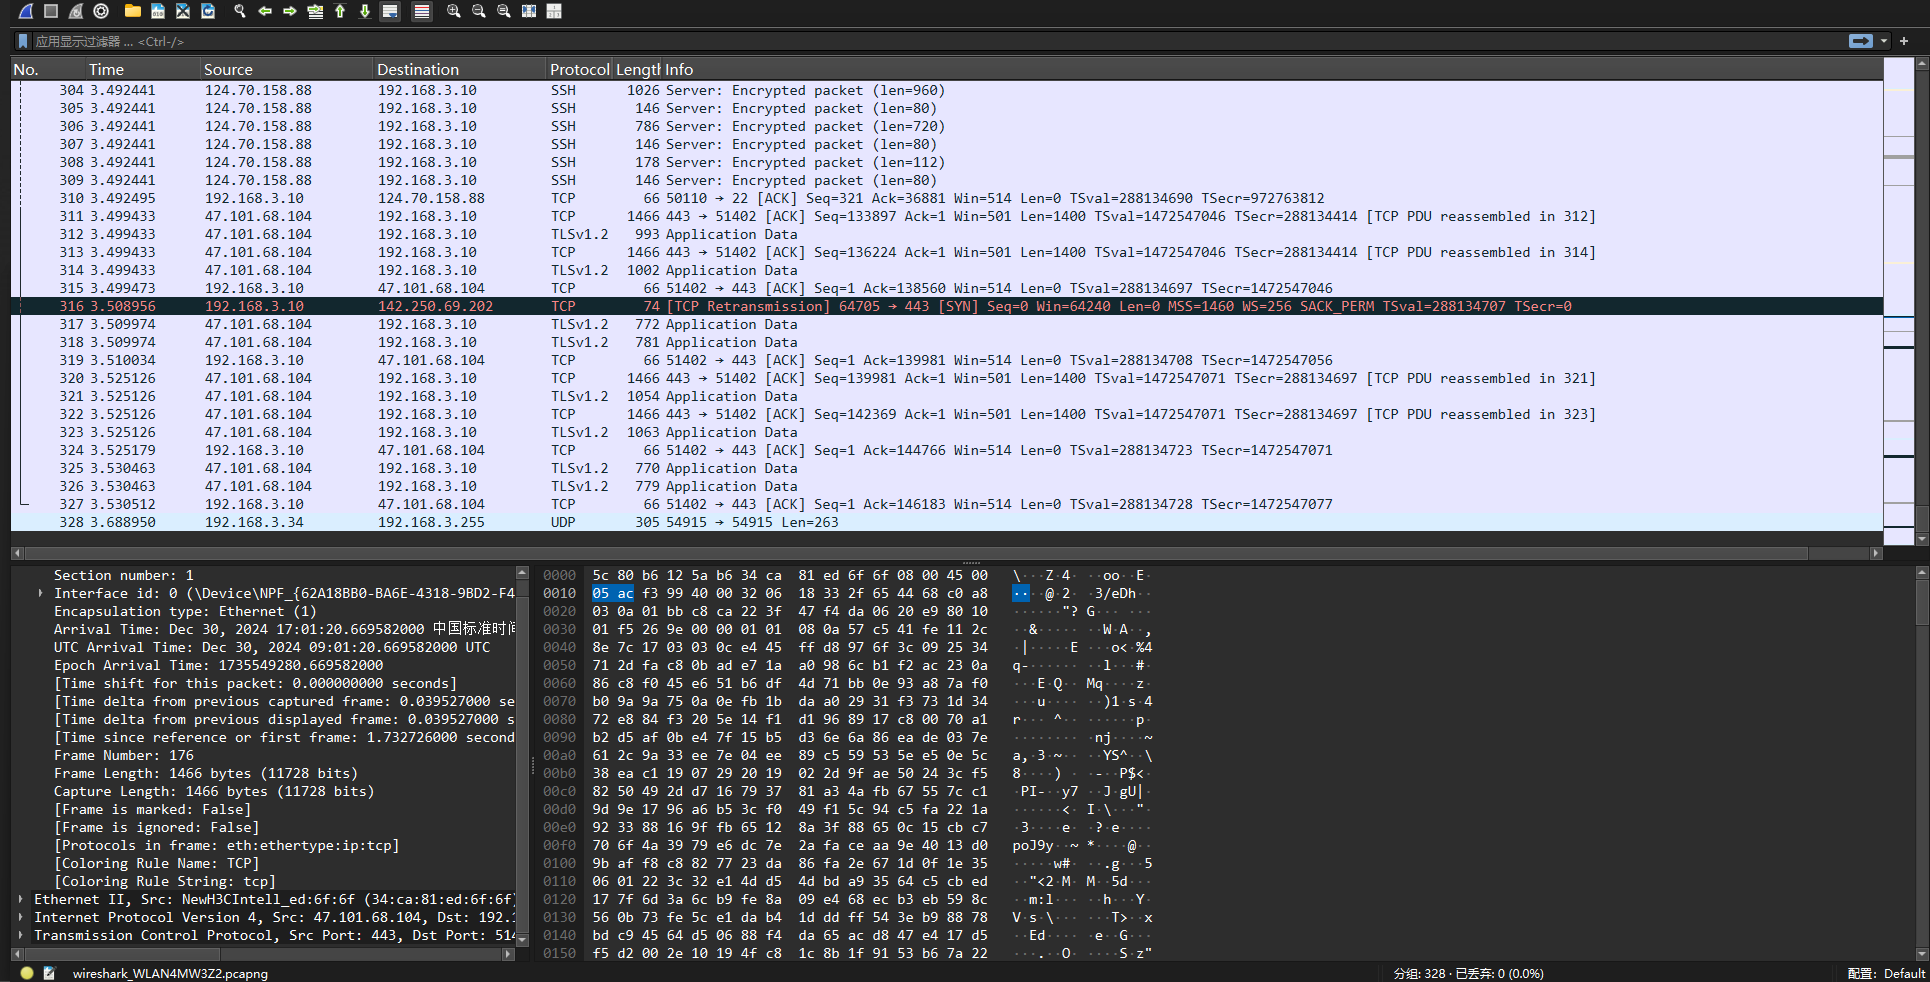 应用显示过滤器 … <Ctrl-/>
No. Time Source Destination Protocol Length Info
304 3.492441 124.70.158.88 192.168.3.10 SSH 1026 Server: Encrypted packet (len=960)
305 3.492441 124.70.158.88 192.168.3.10 SSH 146 Server: Encrypted packet (len=80)
306 3.492441 124.70.158.88 192.168.3.10 SSH 786 Server: Encrypted packet (len=720)
307 3.492441 124.70.158.88 192.168.3.10 SSH 146 Server: Encrypted packet (len=80)
308 3.492441 124.70.158.88 192.168.3.10 SSH 178 Server: Encrypted packet (len=112)
309 3.492441 124.70.158.88 192.168.3.10 SSH 146 Server: Encrypted packet (len=80)
310 3.492495 192.168.3.10 124.70.158.88 TCP 66 50110 → 22 [ACK] Seq=321 Ack=36881 Win=514 Len=0 TSval=288134690 TSecr=972763812
311 3.499433 47.101.68.104 192.168.3.10 TCP 1466 443 → 51402 [ACK] Seq=133897 Ack=1 Win=501 Len=1400 TSval=1472547046 TSecr=288134414 [TCP PDU reassembled in 312]
312 3.499433 47.101.68.104 192.168.3.10 TLSv1.2 993 Application Data
313 3.499433 47.101.68.104 192.168.3.10 TCP 1466 443 → 51402 [ACK] Seq=136224 Ack=1 Win=501 Len=1400 TSval=1472547046 TSecr=288134414 [TCP PDU reassembled in 314]
314 3.499433 47.101.68.104 192.168.3.10 TLSv1.2 1002 Application Data
315 3.499473 192.168.3.10 47.101.68.104 TCP 66 51402 → 443 [ACK] Seq=1 Ack=138560 Win=514 Len=0 TSval=288134697 TSecr=1472547046
316 3.508956 192.168.3.10 142.250.69.202 TCP 74 [TCP Retransmission] 64705 → 443 [SYN] Seq=0 Win=64240 Len=0 MSS=1460 WS=256 SACK_PERM TSval=288134707 TSecr=0
317 3.509974 47.101.68.104 192.168.3.10 TLSv1.2 772 Application Data
318 3.509974 47.101.68.104 192.168.3.10 TLSv1.2 781 Application Data
319 3.510034 192.168.3.10 47.101.68.104 TCP 66 51402 → 443 [ACK] Seq=1 Ack=139981 Win=514 Len=0 TSval=288134708 TSecr=1472547056
320 3.525126 47.101.68.104 192.168.3.10 TCP 1466 443 → 51402 [ACK] Seq=139981 Ack=1 Win=501 Len=1400 TSval=1472547071 TSecr=288134697 [TCP PDU reassembled in 321]
321 3.525126 47.101.68.104 192.168.3.10 TLSv1.2 1054 Application Data
322 3.525126 47.101.68.104 192.168.3.10 TCP 1466 443 → 51402 [ACK] Seq=142369 Ack=1 Win=501 Len=1400 TSval=1472547071 TSecr=288134697 [TCP PDU reassembled in 323]
323 3.525126 47.101.68.104 192.168.3.10 TLSv1.2 1063 Application Data
324 3.525179 192.168.3.10 47.101.68.104 TCP 66 51402 → 443 [ACK] Seq=1 Ack=144766 Win=514 Len=0 TSval=288134723 TSecr=1472547071
325 3.530463 47.101.68.104 192.168.3.10 TLSv1.2 770 Application Data
326 3.530463 47.101.68.104 192.168.3.10 TLSv1.2 779 Application Data
327 3.530512 192.168.3.10 47.101.68.104 TCP 66 51402 → 443 [ACK] Seq=1 Ack=146183 Win=514 Len=0 TSval=288134728 TSecr=1472547077
328 3.688950 192.168.3.34 192.168.3.255 UDP 305 54915 → 54915 Len=263
Section number: 1
Interface id: 0 (\Device\NPF_{62A18BB0-BA6E-4318-9BD2-F4
Encapsulation type: Ethernet (1)
Arrival Time: Dec 30, 2024 17:01:20.669582000 中国标准时间
UTC Arrival Time: Dec 30, 2024 09:01:20.669582000 UTC
Epoch Arrival Time: 1735549280.669582000
[Time shift for this packet: 0.000000000 seconds]
[Time delta from previous captured frame: 0.039527000 se
[Time delta from previous displayed frame: 0.039527000 s
[Time since reference or first frame: 1.732726000 second
Frame Number: 176
Frame Length: 1466 bytes (11728 bits)
Capture Length: 1466 bytes (11728 bits)
[Frame is marked: False]
[Frame is ignored: False]
[Protocols in frame: eth:ethertype:ip:tcp]
[Coloring Rule Name: TCP]
[Coloring Rule String: tcp]
Ethernet II, Src: NewH3CIntell_ed:6f:6f (34:ca:81:ed:6f:6f)
Internet Protocol Version 4, Src: 47.101.68.104, Dst: 192.1
Transmission Control Protocol, Src Port: 443, Dst Port: 514
0000 5c 80 b6 12 5a b6 34 ca 81 ed 6f 6f 08 00 45 00 \···Z·4· ··oo··E·
0010 05 ac f3 99 40 00 32 06 18 33 2f 65 44 68 c0 a8 ····@·2· ·3/eDh··
0020 03 0a 01 bb c8 ca 22 3f 47 f4 da 06 20 e9 80 10 ······"? G··· ···
0030 01 f5 26 9e 00 00 01 01 08 0a 57 c5 41 fe 11 2c ··&····· ··W·A··,
0040 8e 7c 17 03 03 0c e4 45 ff d8 97 6f 3c 09 25 34 ·|·····E ···o<·%4
0050 71 2d fa c8 0b ad e7 1a a0 98 6c b1 f2 ac 23 0a q-······ ··l···#·
0060 86 c8 f0 45 e6 51 b6 df 4d 71 bb 0e 93 a8 7a f0 ···E·Q·· Mq····z·
0070 b0 9a 9a 75 0a 0e fb 1b da a0 29 31 f3 73 1d 34 ···u···· ··)1·s·4
0080 72 e8 84 f3 20 5e 14 f1 d1 96 89 17 c8 00 70 a1 r··· ^·· ······p·
0090 b2 d5 af 0b e4 7f 15 b5 d3 6e 6a 86 ea de 03 7e ········ ·nj····~
00a0 61 2c 9a 33 ee 7e 04 ee 89 c5 59 53 5e e5 0e 5c a,·3·~·· ··YS^··\
00b0 38 ea c1 19 07 29 20 19 02 2d 9f ae 50 24 3c f5 8····) · ·-··P$<·
00c0 82 50 49 2d d7 16 79 37 81 a3 4a fb 67 55 7c c1 ·PI-··y7 ··J·gU|·
00d0 9d 9e 17 96 a6 b5 3c f0 49 f1 5c 94 c5 fa 22 1a ······<· I·\···"·
00e0 92 33 88 16 9f fb 65 12 8a 3f 88 65 0c 15 cb c7 ·3····e· ·?·e····
00f0 70 6f 4a 39 79 e6 dc 7e 2a fa ce aa 9e 40 13 d0 poJ9y··~ *····@··
0100 9b af f8 c8 82 77 23 da 86 fa 2e 67 1d 0f 1e 35 ·····w#· ··.g···5
0110 06 01 22 3c 32 e1 4d d5 4d bd a9 35 64 c5 cb ed ··"<2·M· M··5d···
0120 17 7f 6d 3a 6c b9 fe 8a 09 e4 68 ec b3 eb 59 8c ··m:l··· ··h···Y·
0130 56 0b 73 fe 5c e1 da b4 1d dd ff 54 3e b9 88 78 V·s·\··· ···T>··x
0140 bd c9 45 64 d5 06 88 f4 da 65 ac d8 47 e4 17 d5 ··Ed···· ·e··G···
0150 f5 d2 00 2e 10 19 4f c8 1c 8b 1f 91 53 b6 7a 22 ···.··O· ····S·z"
wireshark_WLAN4MW3Z2.pcapng 分组: 328 · 已丢弃: 0 (0.0%) 配置: Default